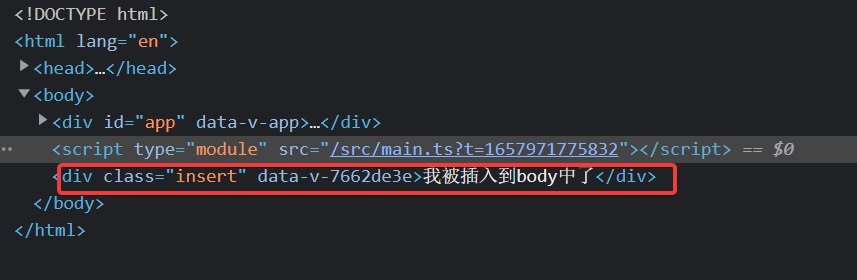 <!DOCTYPE html>
<html lang="en">
<head>…</head>
<body>
<div id="app" data-v-app>…</div>
<script type="module" src="/src/main.ts?t=1657971775832"></script> == $0
<div class="insert" data-v-7662de3e>我被插入到body中了</div>
</body>
</html>